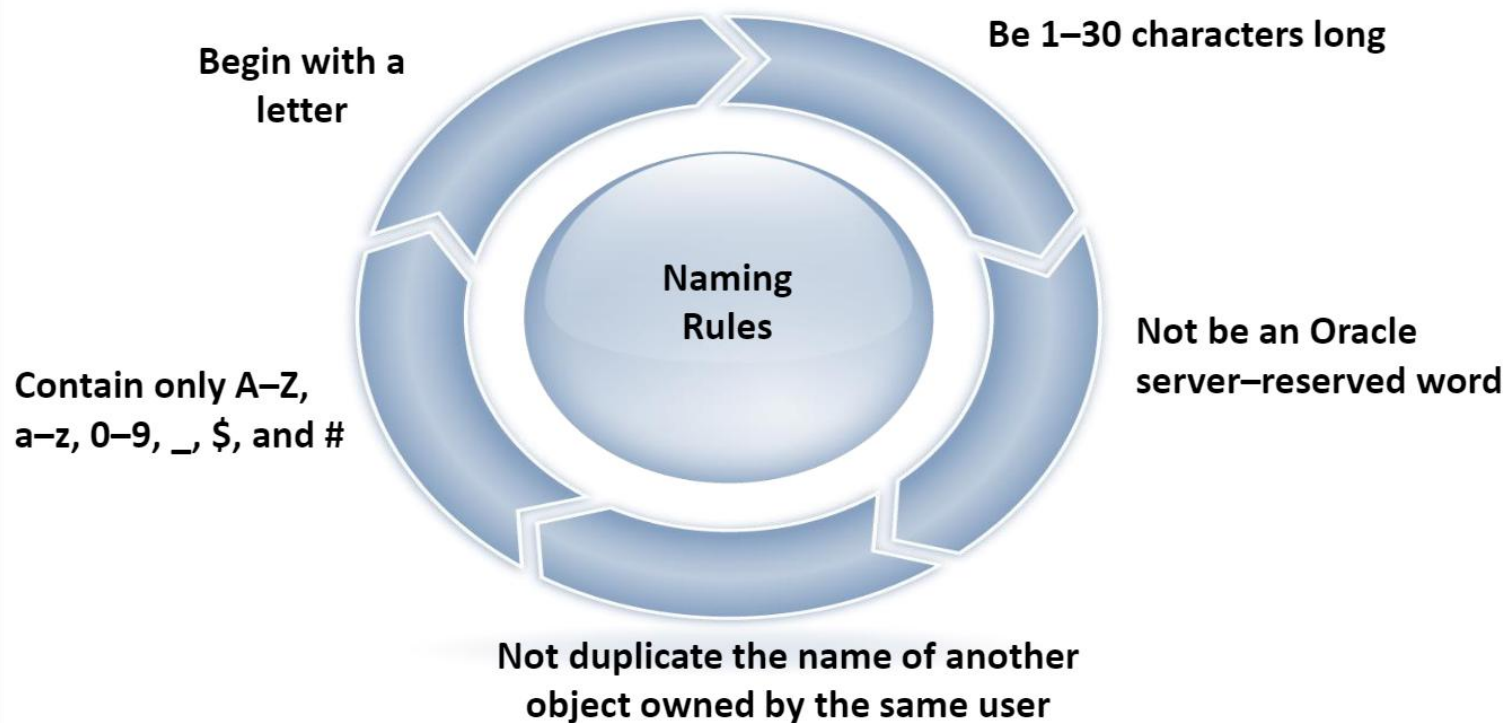 Begin with a
letter
Be 1–30 characters long
Naming
Rules
Not be an Oracle
server–reserved word
Contain only A–Z,
a–z, 0–9, _, $, and #
Not duplicate the name of another
object owned by the same user